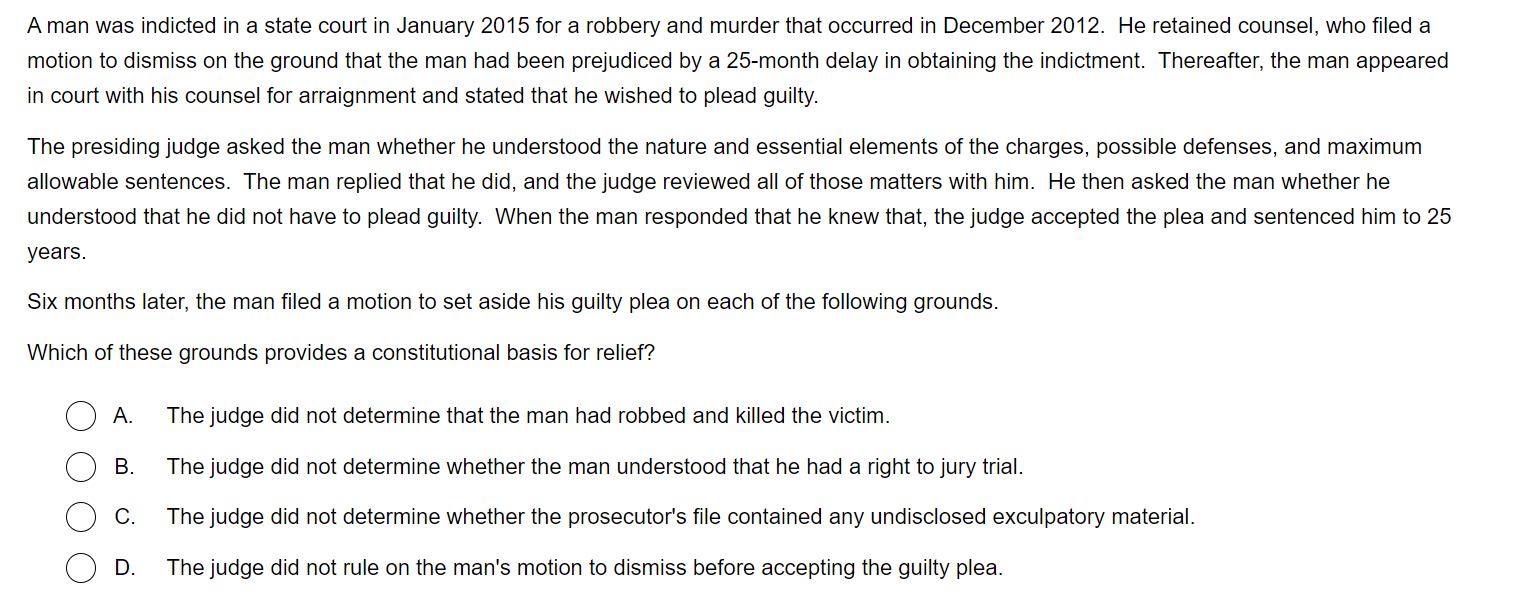 A man was indicted in a state court in January 2015 for a robbery and murder that occurred in December 2012.  He retained counsel, who filed a
motion to dismiss on the ground that the man had been prejudiced by a 25-month delay in obtaining the indictment.  Thereafter, the man appeared
in court with his counsel for arraignment and stated that he wished to plead guilty.
The presiding judge asked the man whether he understood the nature and essential elements of the charges, possible defenses, and maximum
allowable sentences.  The man replied that he did, and the judge reviewed all of those matters with him.  He then asked the man whether he
understood that he did not have to plead guilty.  When the man responded that he knew that, the judge accepted the plea and sentenced him to 25
years.
Six months later, the man filed a motion to set aside his guilty plea on each of the following grounds.
Which of these grounds provides a constitutional basis for relief?
A. The judge did not determine that the man had robbed and killed the victim.
B. The judge did not determine whether the man understood that he had a right to jury trial.
C. The judge did not determine whether the prosecutor's file contained any undisclosed exculpatory material.
D. The judge did not rule on the man's motion to dismiss before accepting the guilty plea.